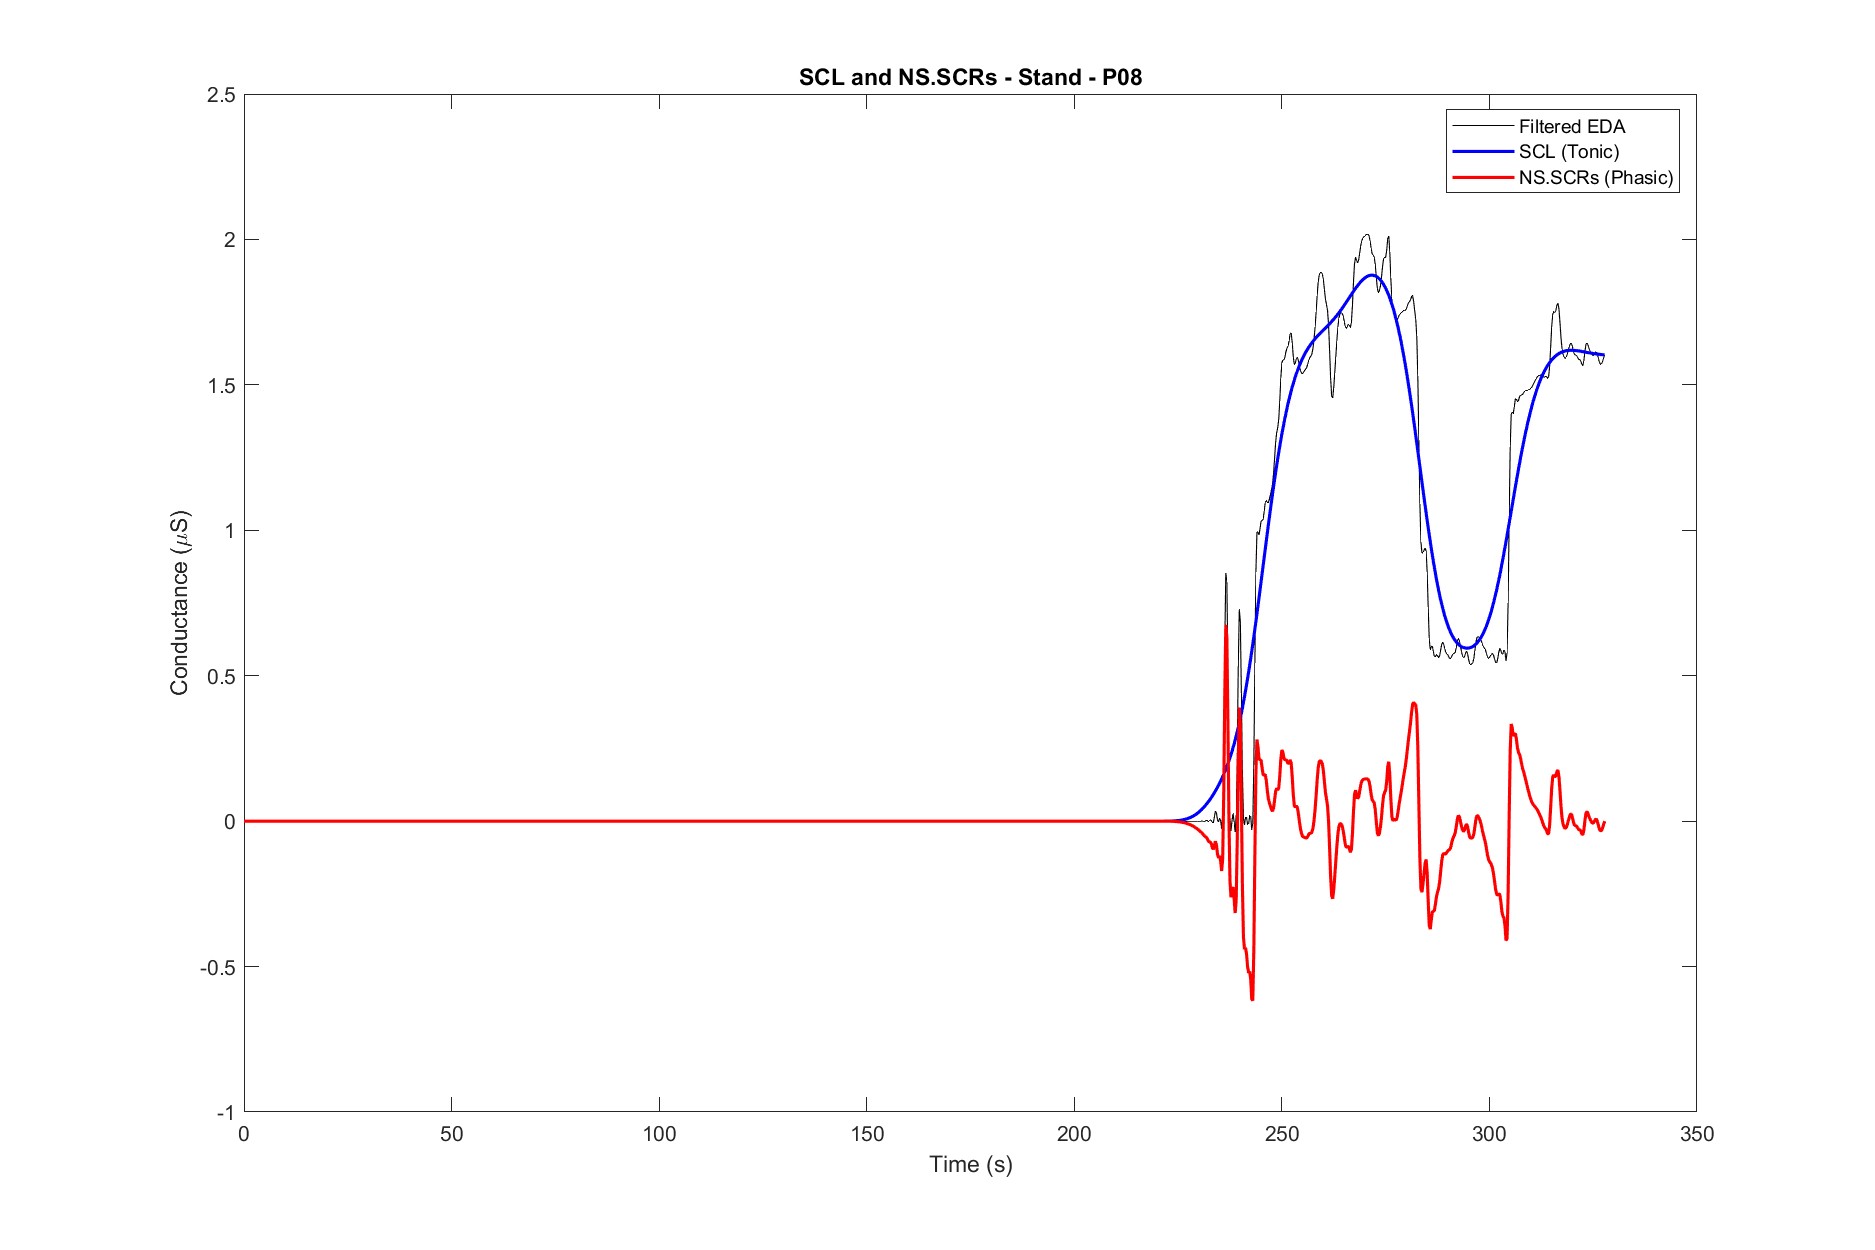 SCL and NS.SCRs - Stand - P08
2.5
2
1.5
1
0.5
0
-0.5
-1
Conductance (μS)
Filtered EDA
SCL (Tonic)
NS.SCRs (Phasic)
0 50 100 150 200 250 300 350
Time (s)